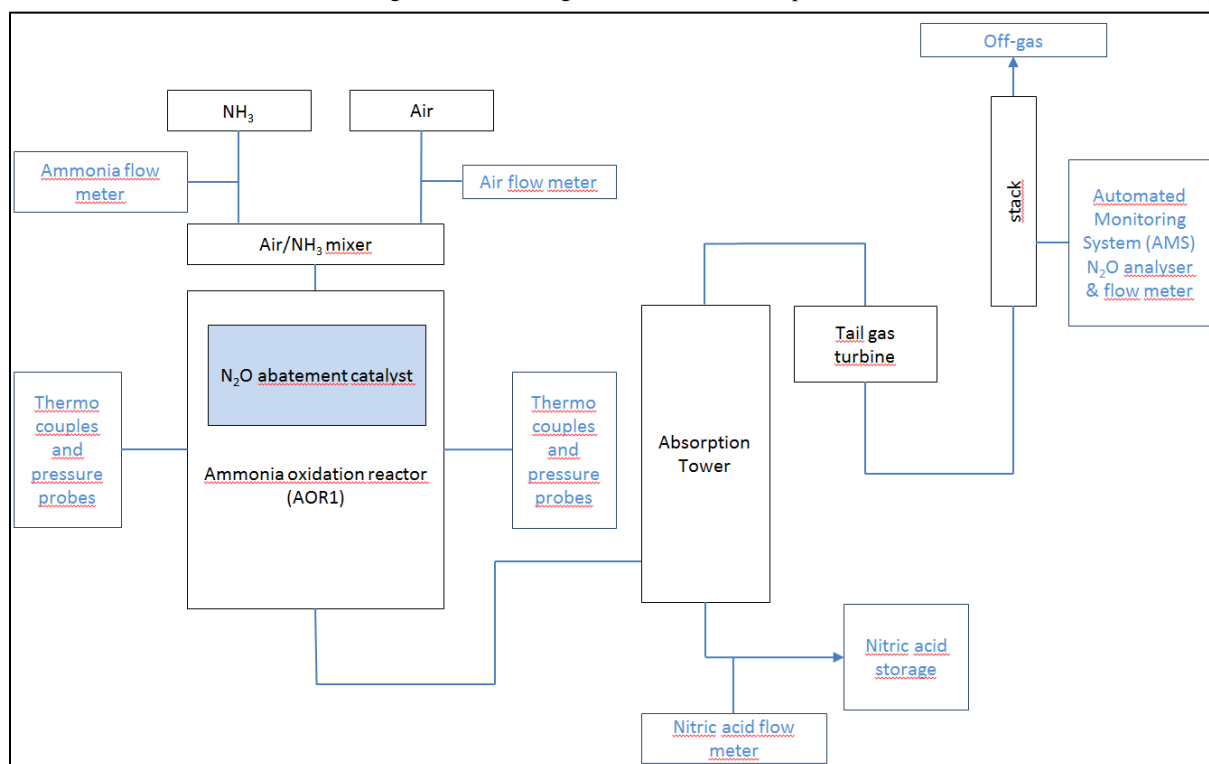 Off-gas
NH₃
Air
Ammonia flow
meter
Air flow meter
stack
Automated
Monitoring
System (AMS)
N₂O analyser
& flow meter
Air/NH₃ mixer
N₂O abatement catalyst
Tail gas
turbine
Thermo
couples
and
pressure
probes
Thermo
couples
and
pressure
probes
Ammonia oxidation reactor
(AOR1)
Absorption
Tower
Nitric acid
storage
Nitric acid flow
meter